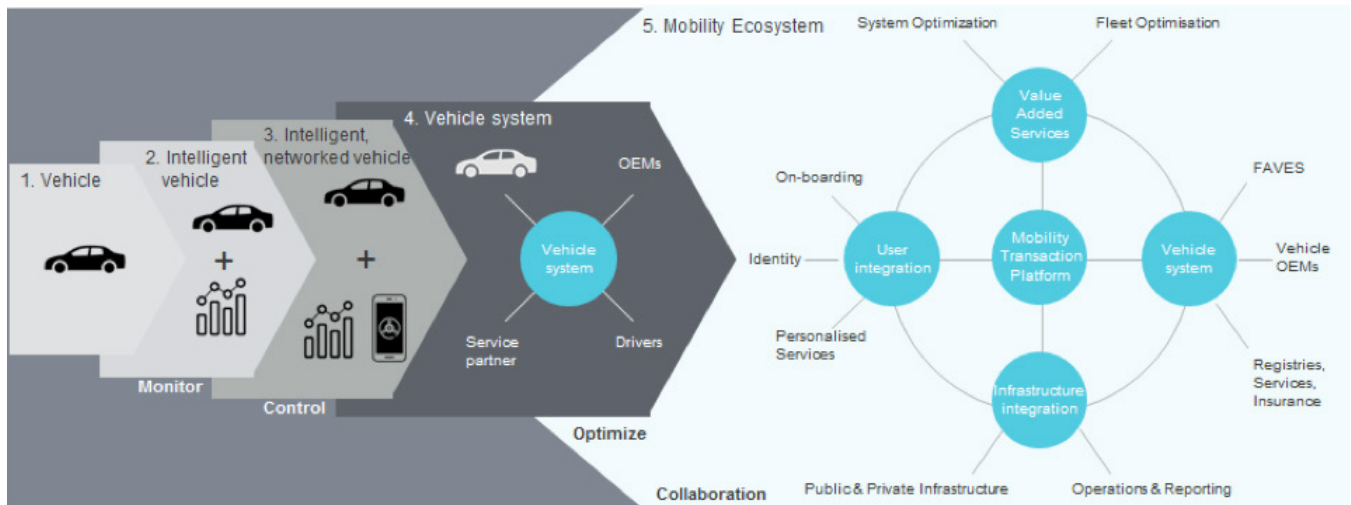 1. Vehicle
2. Intelligent
vehicle
+
Monitor
3. Intelligent,
networked vehicle
+
Control
4. Vehicle system
OEMs
Vehicle
system
Service
partner
Drivers
Optimize
5. Mobility Ecosystem
System Optimization
Fleet Optimisation
Value
Added
Services
On-boarding
FAVES
Identity
User
integration
Mobility
Transaction
Platform
Vehicle
system
Vehicle
OEMs
Personalised
Services
Registries,
Services,
Insurance
Infrastructure
integration
Public & Private Infrastructure
Operations & Reporting
Collaboration